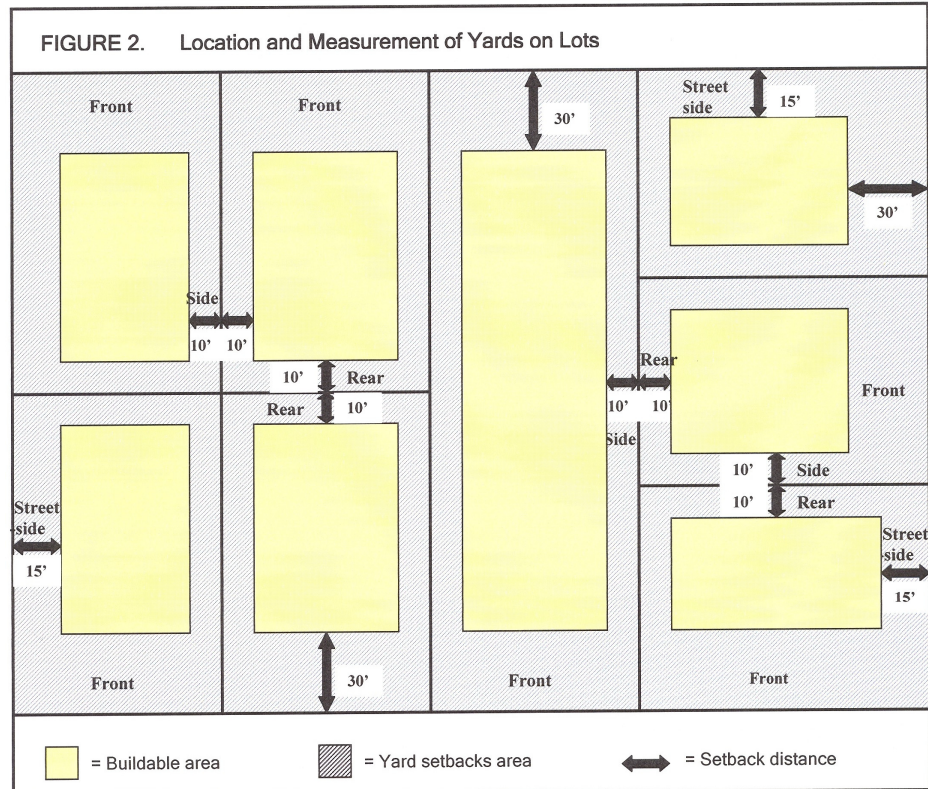 FIGURE 2. Location and Measurement of Yards on Lots
Front
Front
30’
Street
side
15’
30’
Side
10’ 10’
10’ Rear
Rear 10’
Rear
10’ 10’
Side
Front
10’ Side
10’ Rear
Street
-side
15’
Street
-side
15’
Front
30’
Front
Front
= Buildable area
= Yard setbacks area
= Setback distance